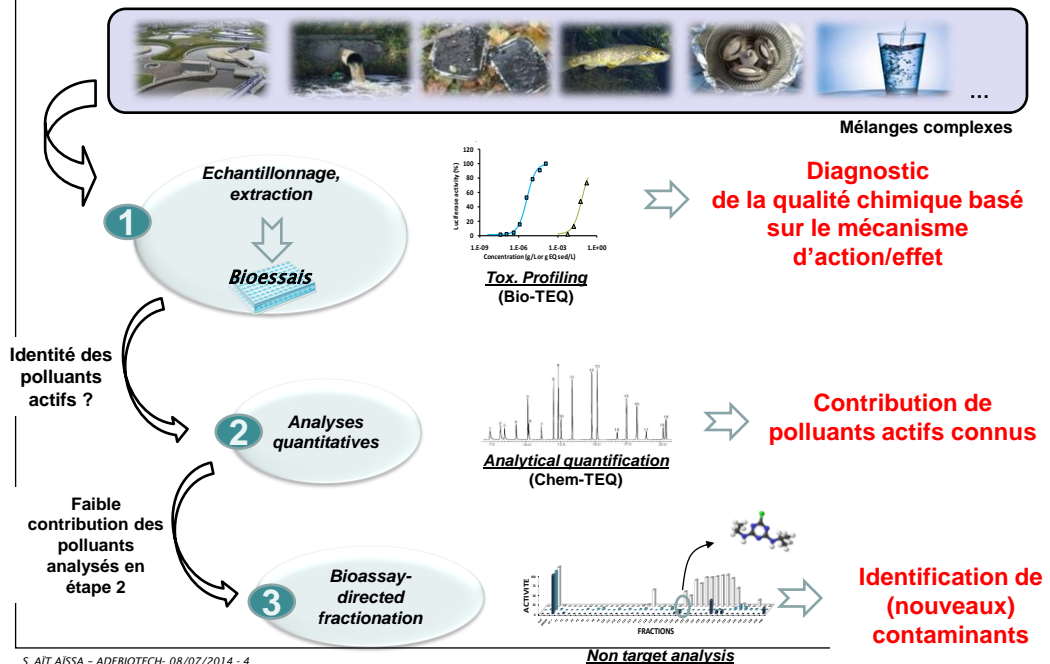 ...
Mélanges complexes
1
Echantillonnage,
extraction
Bioessais
Luciferase activity (%)
120
100
80
60
40
20
0
1.E-09 1.E-06 1.E-03 1.E+00
Concentration (g/L or g EQ sed/L)
Tox. Profiling
(Bio-TEQ)
Diagnostic
de la qualité chimique basé
sur le mécanisme
d'action/effet
Identité des
polluants
actifs ?
2
Analyses
quantitatives
Analytical quantification
(Chem-TEQ)
Contribution de
polluants actifs connus
Faible
contribution des
polluants
analysés en
étape 2
3
Bioassay-
directed
fractionation
ACTIVITE
FRACTIONS
Non target analysis
Identification de
(nouveaux)
contaminants
S. AÏT AÏSSA – ADEBIOTECH- 08/07/2014 - 4